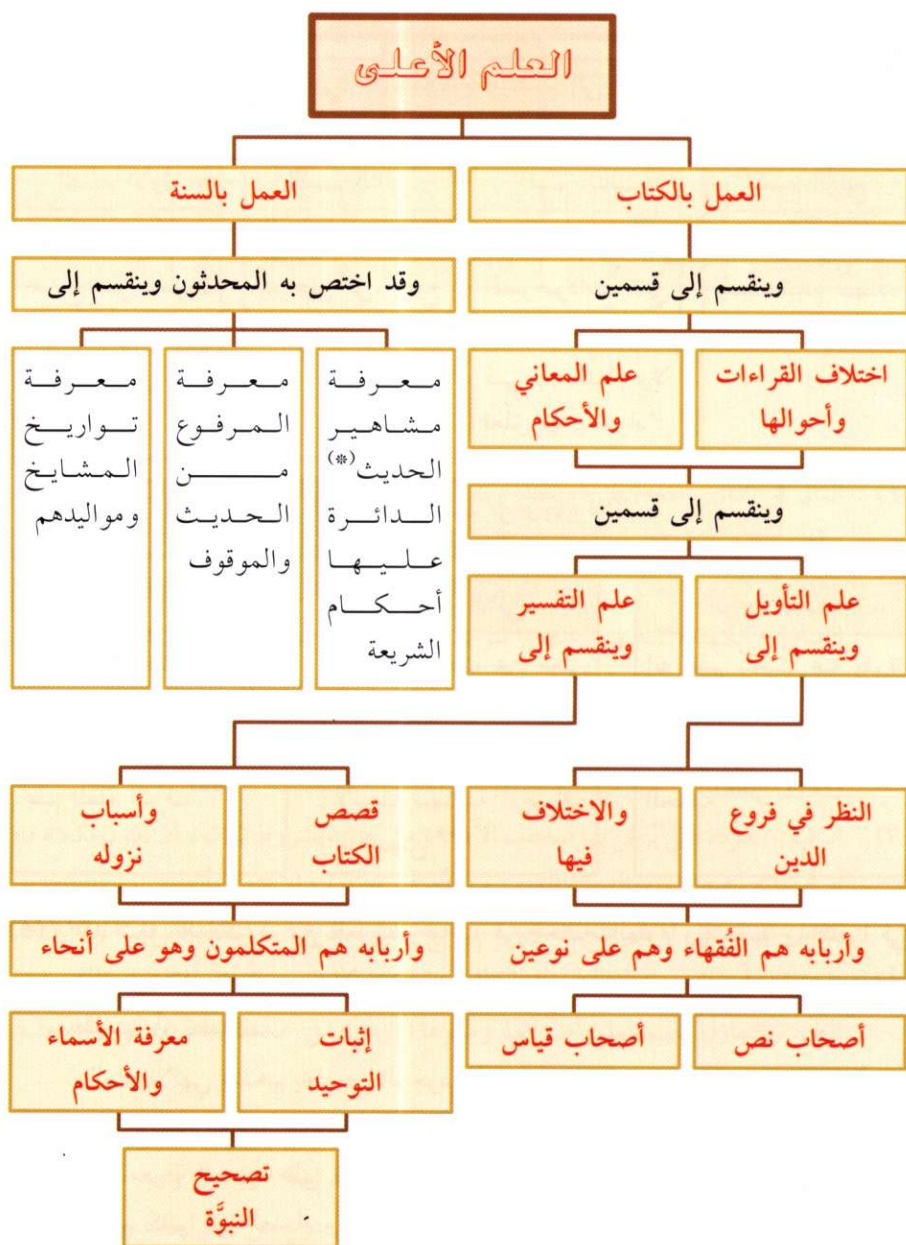 العلم الأعلى
العمل بالكتاب
العمل بالسنة
وينقسم إلى قسمين
وقد اختص به المحدثون وينقسم إلى
اختلاف القراءات
وأحوالها
علم المعاني
والأحكام
معرفة
مشاهير
الحديث(*)
الدائرة
عليها
أحكام
الشريعة
معرفة
المرفوع
من
الحديث
والموقوف
معرفة
تواريخ
المشايخ
ومواليدهم
وينقسم إلى قسمين
علم التأويل
وينقسم إلى
علم التفسير
وينقسم إلى
النظر في فروع
الدين
والاختلاف
فيها
قصص
الكتاب
وأسباب
نزوله
وأربابه هم الفُقهاء وهم على نوعين
وأربابه هم المتكلمون وهو على أنحاء
أصحاب نص
أصحاب قياس
إثبات
التوحيد
معرفة الأسماء
والأحكام
تصحيح
النبوَّة